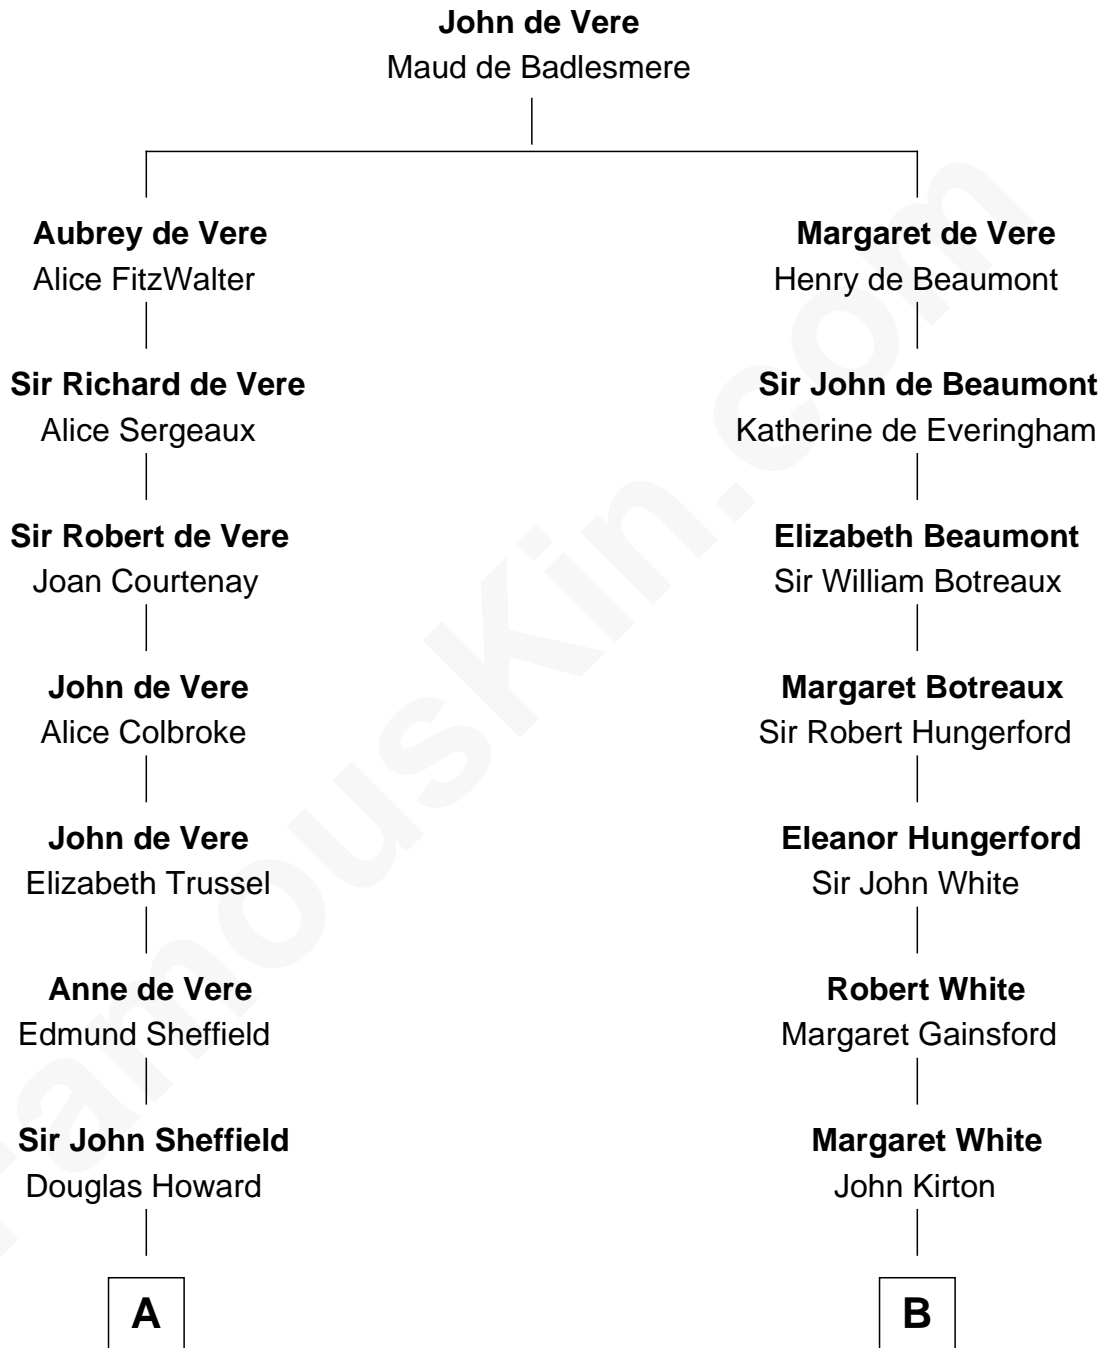 John de Vere
Maud de Badlesmere
Aubrey de Vere
Alice FitzWalter
Margaret de Vere
Henry de Beaumont
Sir Richard de Vere
Alice Sergeaux
Sir John de Beaumont
Katherine de Everingham
Sir Robert de Vere
Joan Courtenay
Elizabeth Beaumont
Sir William Botreaux
John de Vere
Alice Colbroke
Margaret Botreaux
Sir Robert Hungerford
John de Vere
Elizabeth Trussel
Eleanor Hungerford
Sir John White
Anne de Vere
Edmund Sheffield
Robert White
Margaret Gainsford
Sir John Sheffield
Douglas Howard
Margaret White
John Kirton
A
B
FamousKin.com